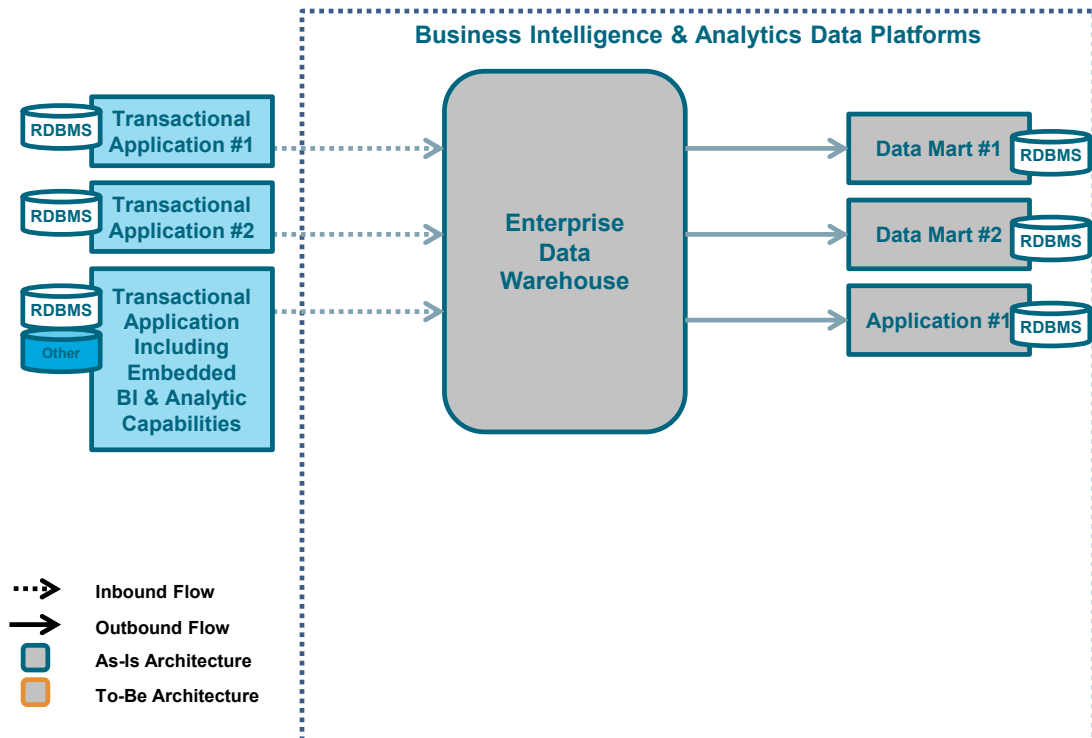 Business Intelligence & Analytics Data Platforms
RDBMS
Transactional
Application #1
RDBMS
Transactional
Application #2
RDBMS
Other
Transactional
Application
Including
Embedded
BI & Analytic
Capabilities
Enterprise
Data
Warehouse
Data Mart #1
RDBMS
Data Mart #2
RDBMS
Application #1
RDBMS
Inbound Flow
Outbound Flow
As-Is Architecture
To-Be Architecture